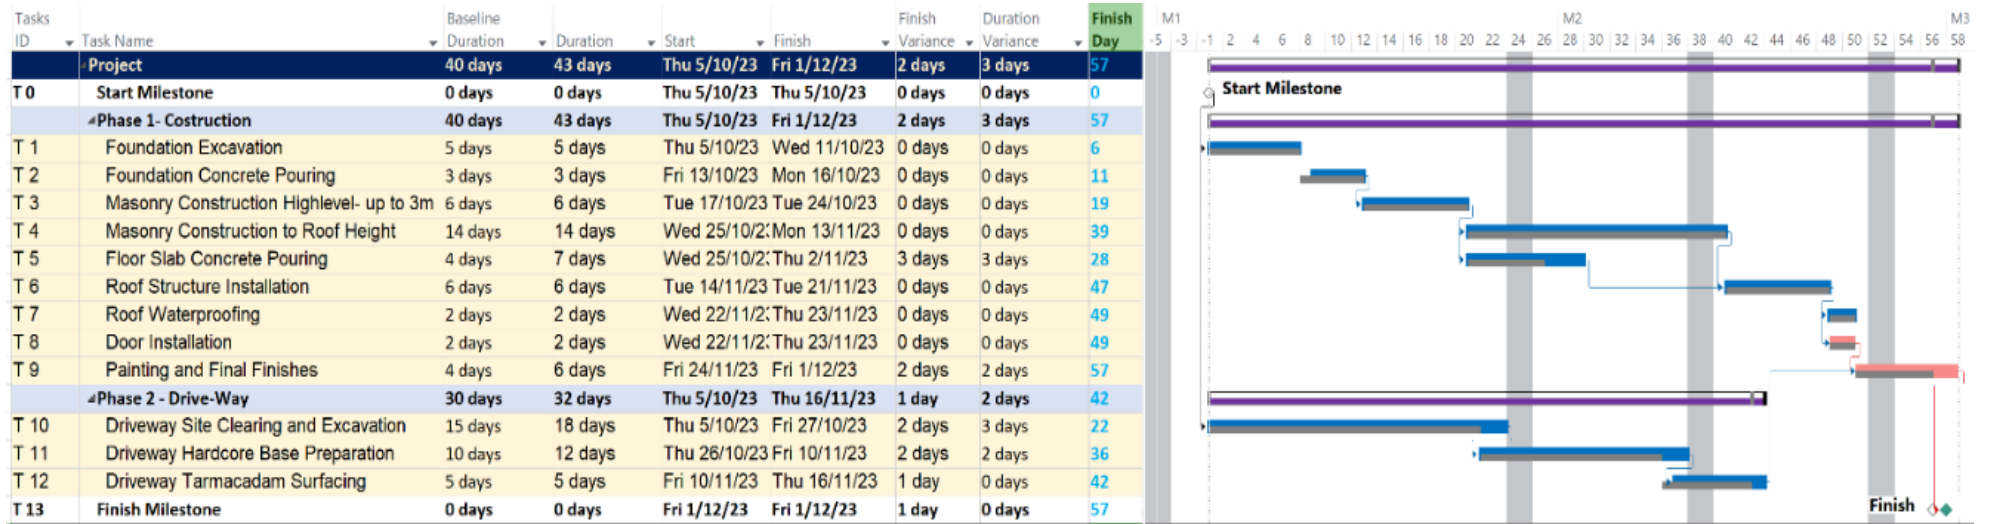 Tasks Baseline Finish Duration Finish M1 M2 M3
ID Task Name Duration Duration Start Finish Variance Variance Day -5 -3 -1 2 4 6 8 10 12 14 16 18 20 22 24 26 28 30 32 34 36 38 40 42 44 46 48 50 52 54 56 58
Project 40 days 43 days Thu 5/10/23 Fri 1/12/23 2 days 3 days 57
T 0 Start Milestone 0 days 0 days Thu 5/10/23 Thu 5/10/23 0 days 0 days 0 Start Milestone
Phase 1- Costruction 40 days 43 days Thu 5/10/23 Fri 1/12/23 2 days 3 days 57
T 1 Foundation Excavation 5 days 5 days Thu 5/10/23 Wed 11/10/23 0 days 0 days 6
T 2 Foundation Concrete Pouring 3 days 3 days Fri 13/10/23 Mon 16/10/23 0 days 0 days 11
T 3 Masonry Construction Highlevel- up to 3m 6 days 6 days Tue 17/10/23 Tue 24/10/23 0 days 0 days 19
T 4 Masonry Construction to Roof Height 14 days 14 days Wed 25/10/2 Mon 13/11/23 0 days 0 days 39
T 5 Floor Slab Concrete Pouring 4 days 7 days Wed 25/10/2 Thu 2/11/23 3 days 3 days 28
T 6 Roof Structure Installation 6 days 6 days Tue 14/11/23 Tue 21/11/23 0 days 0 days 47
T 7 Roof Waterproofing 2 days 2 days Wed 22/11/2 Thu 23/11/23 0 days 0 days 49
T 8 Door Installation 2 days 2 days Wed 22/11/2 Thu 23/11/23 0 days 0 days 49
T 9 Painting and Final Finishes 4 days 6 days Fri 24/11/23 Fri 1/12/23 2 days 2 days 57
Phase 2 - Drive-Way 30 days 32 days Thu 5/10/23 Thu 16/11/23 1 day 2 days 42
T 10 Driveway Site Clearing and Excavation 15 days 18 days Thu 5/10/23 Fri 27/10/23 2 days 3 days 22
T 11 Driveway Hardcore Base Preparation 10 days 12 days Thu 26/10/23 Fri 10/11/23 2 days 2 days 36
T 12 Driveway Tarmacadam Surfacing 5 days 5 days Fri 10/11/23 Thu 16/11/23 1 day 0 days 42
T 13 Finish Milestone 0 days 0 days Fri 1/12/23 Fri 1/12/23 1 day 0 days 57 Finish